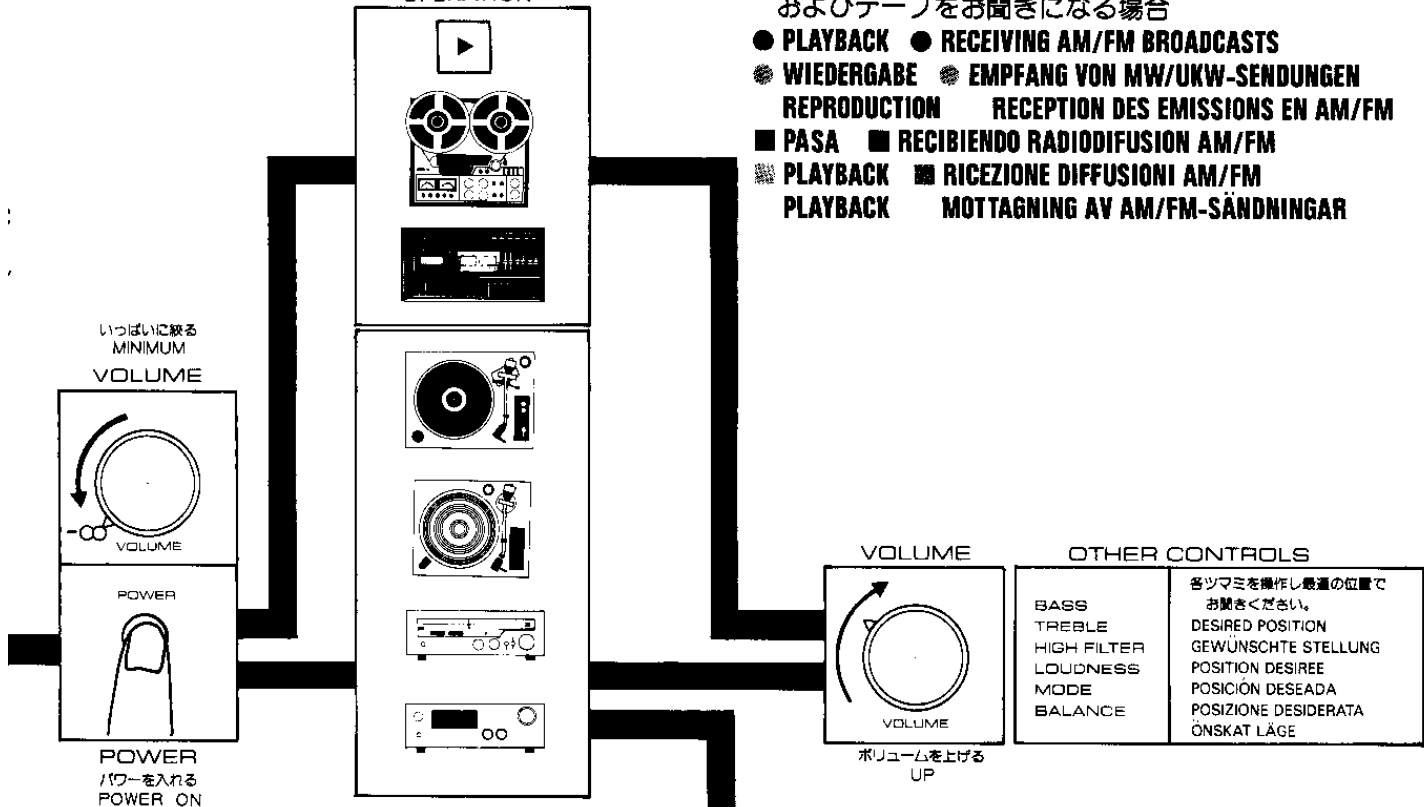 およびテープをお聞きになる場合
● PLAYBACK ● RECEIVING AM/FM BROADCASTS
● WIEDERGABE ● EMPFANG VON MW/UKW-SENDUNGEN
REPRODUCTION RECEPTION DES EMISSIONS EN AM/FM
■ PASA ■ RECIBIENDO RADIODIFUSION AM/FM
■ PLAYBACK ■ RICEZIONE DIFFUSIONI AM/FM
PLAYBACK MOTTAGNING AV AM/FM-SÄNDNINGAR
いっぱいに絞る
MINIMUM
VOLUME
VOLUME
POWER
POWER
パワーを入れる
POWER ON
VOLUME
VOLUME
ボリュームを上げる
UP
OTHER CONTROLS
BASS
TREBLE
HIGH FILTER
LOUDNESS
MODE
BALANCE
各ツマミを操作し最適の位置で
お聞きください。
DESIRED POSITION
GEWÜNSCHTE STELLUNG
POSITION DESIREE
POSICIÓN DESEADA
POSIZIONE DESIDERATA
ÖNSKAT LÄGE